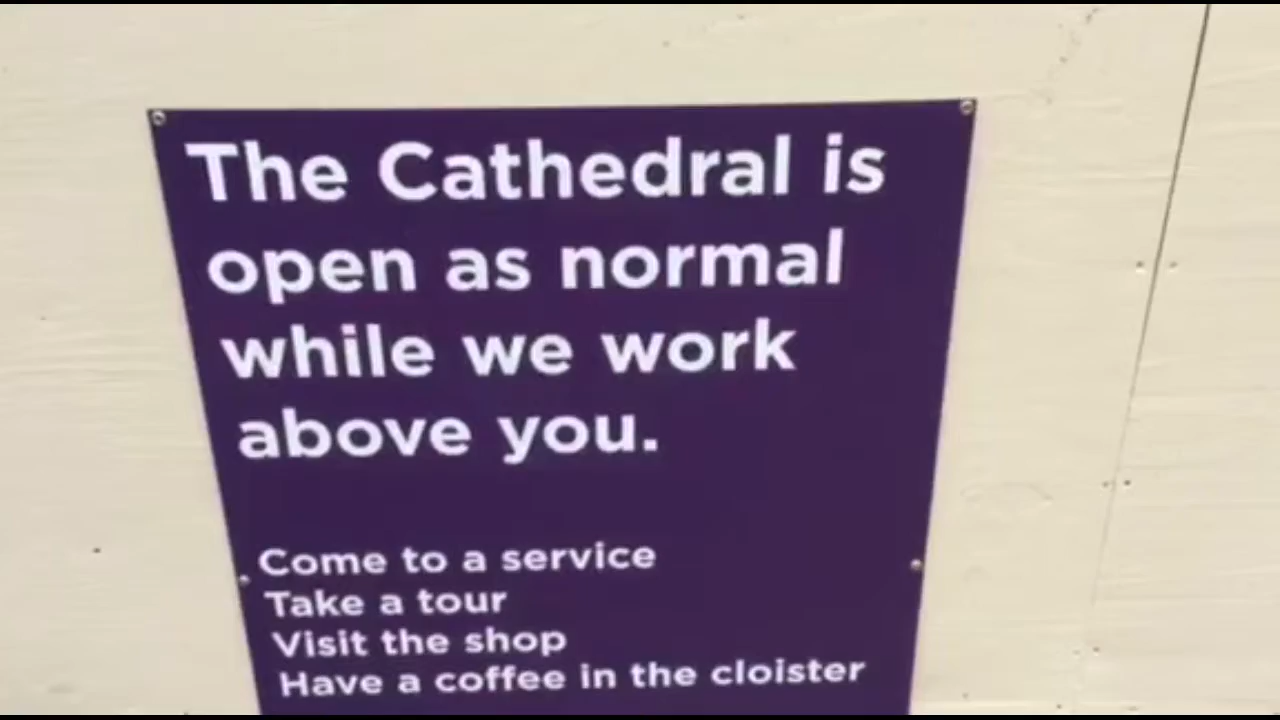 The Cathedral is
open as normal
while we work
above you.
Come to a service
Take a tour
Visit the shop
Have a coffee in the cloister